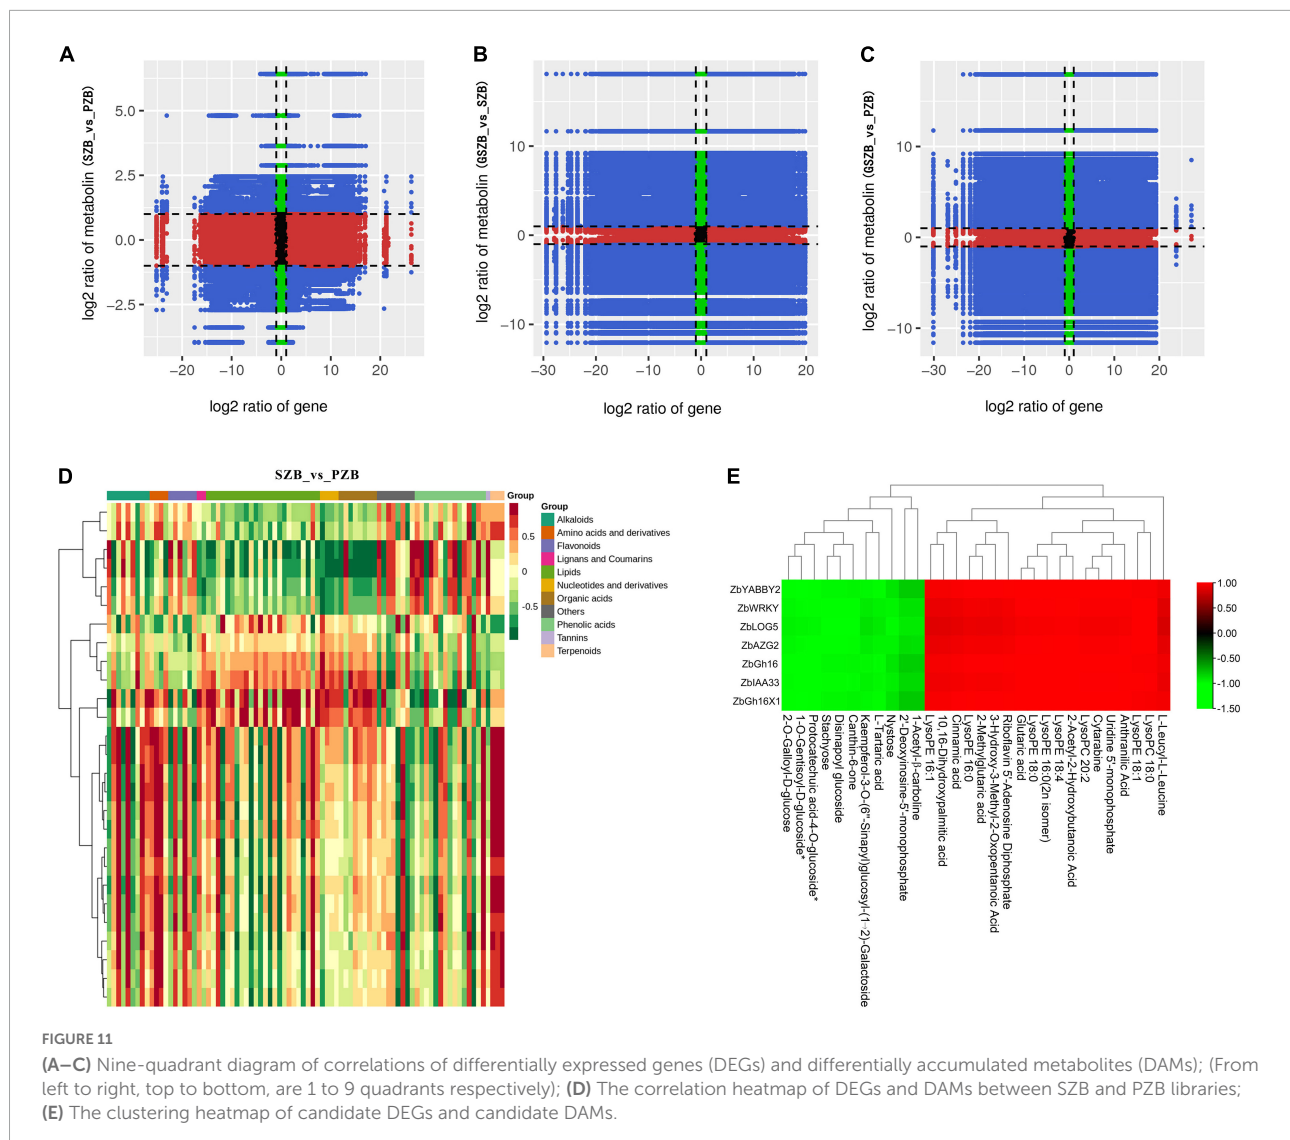 A
log2 ratio of metabolin (SZB_vs_PZB)
5.0
2.5
0.0
−2.5
−20
−10
0
10
20
log2 ratio of gene
B
log2 ratio of metabolin (GSZB_vs_SZB)
10
0
−10
−30
−20
−10
0
10
20
log2 ratio of gene
C
log2 ratio of metabolin (GSZB_vs_PZB)
10
0
−10
−30
−20
−10
0
10
20
log2 ratio of gene
D
SZB_vs_PZB
Group
0.5
0
-0.5
Group
Alkaloids
Amino acids and derivatives
Flavonoids
Lignans and Coumarins
Lipids
Nucleotides and derivatives
Organic acids
Others
Phenolic acids
Tannins
Terpenoids
E
ZbYABBY2
ZbWRKY
ZbLOG5
ZbAZG2
ZbGh16
ZbIAA33
ZbGh16X1
1.00
0.50
0.00
-0.50
-1.00
-1.50
2-O-Galloyl-D-glucose
1-O-Gentisoyl-D-glucoside*
Protocatechuic acid-4-O-glucoside*
Stachyose
Disinapoyl glucoside
Canthin-6-one
Kaempferol-3-O-(6''-Sinapyl)glucosyl-(1→2)-Galactoside
L-Tartaric acid
Nystose
2'-Deoxyinosine-5'-monophosphate
1-Acetyl-β-carboline
LysoPE 16:1
10,16-Dihydroxypalmitic acid
Cinnamic acid
LysoPE 16:0
2-Methylglutaric acid
3-Hydroxy-3-Methyl-2-Oxopentanoic Acid
Riboflavin 5'-Adenosine Diphosphate
Glutaric acid
LysoPE 18:0
LysoPE 16:0(2n isomer)
LysoPE 18:4
2-Acetyl-2-Hydroxybutanoic Acid
LysoPC 20:2
Cytarabine
Uridine 5'-monophosphate
Anthranilic Acid
LysoPE 18:1
LysoPC 18:0
L-Leucyl-L-Leucine
FIGURE 11
(A–C) Nine-quadrant diagram of correlations of differentially expressed genes (DEGs) and differentially accumulated metabolites (DAMs); (From
left to right, top to bottom, are 1 to 9 quadrants respectively); (D) The correlation heatmap of DEGs and DAMs between SZB and PZB libraries;
(E) The clustering heatmap of candidate DEGs and candidate DAMs.